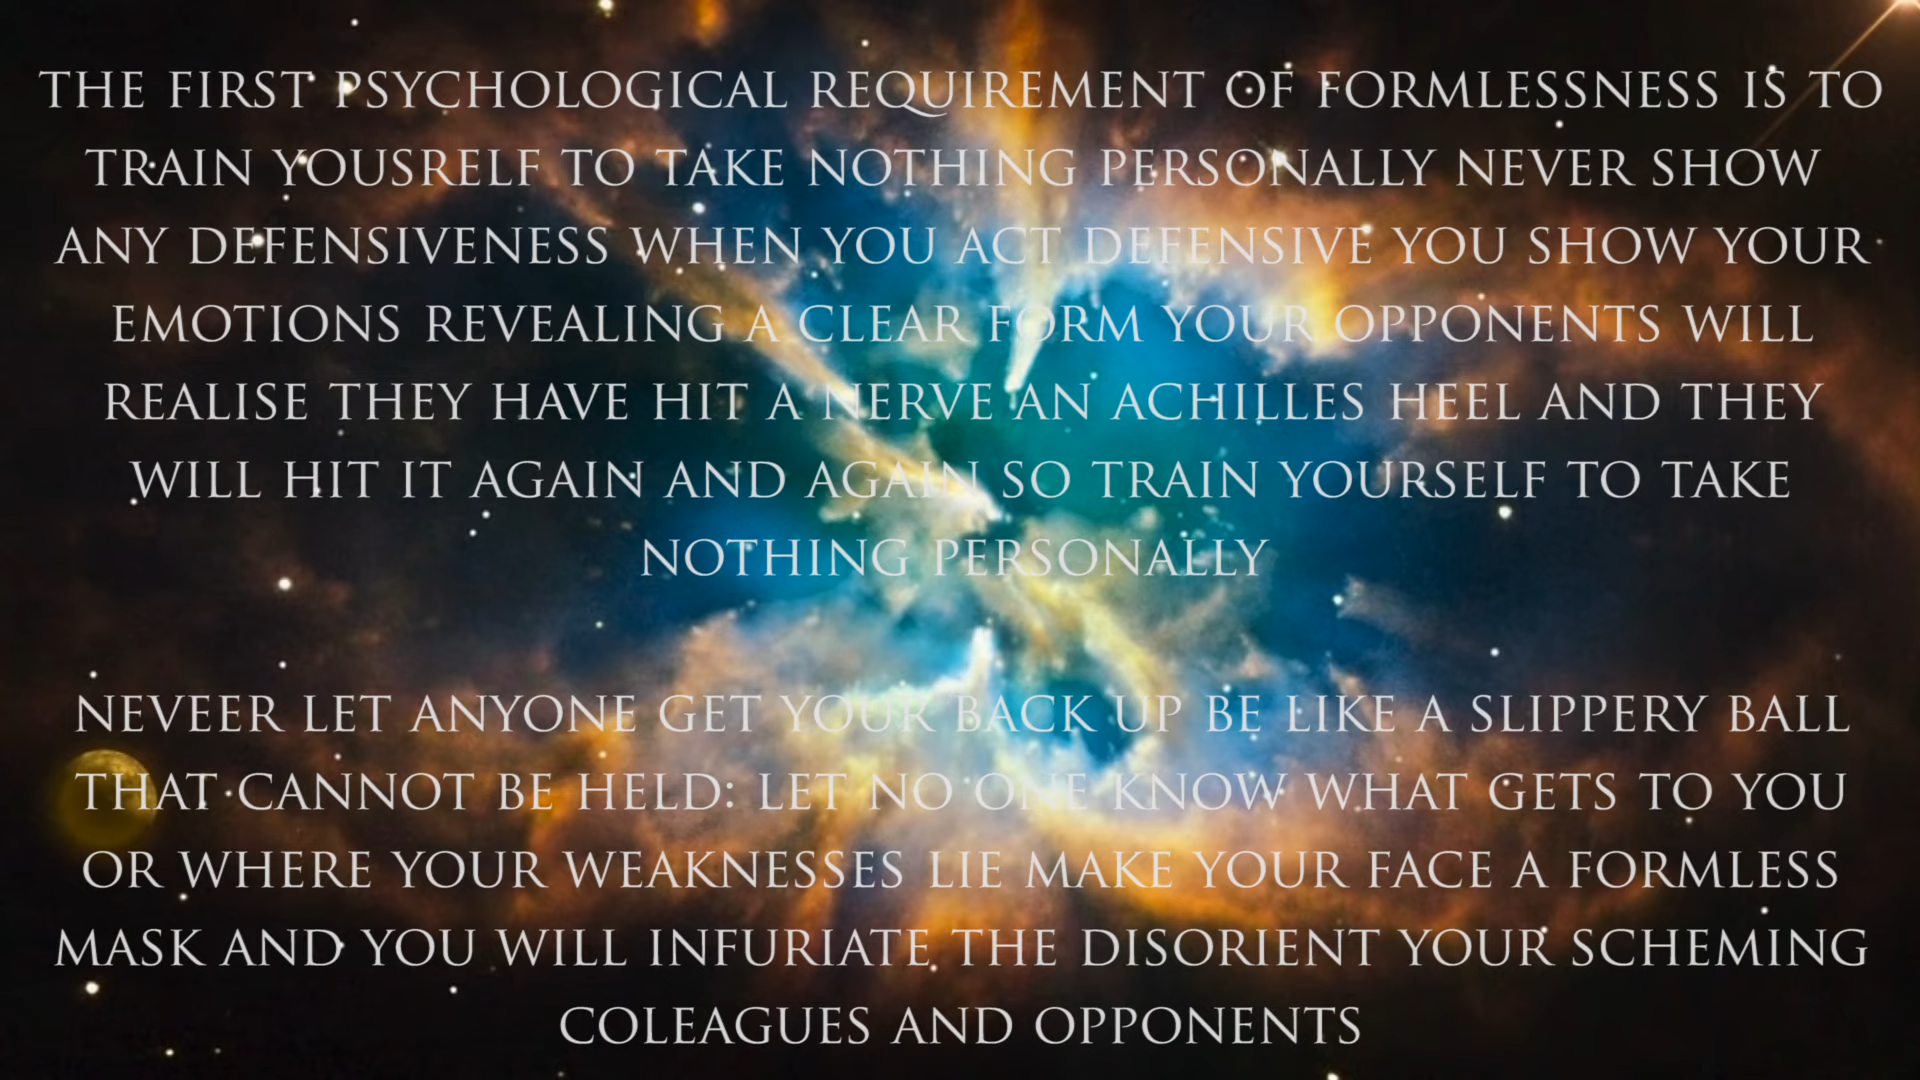 THE FIRST PSYCHOLOGICAL REQUIREMENT OF FORMLESSNESS IS TO
TRAIN YOUSRELF TO TAKE NOTHING PERSONALLY NEVER SHOW
ANY DEFENSIVENESS WHEN YOU ACT DEFENSIVE YOU SHOW YOUR
EMOTIONS REVEALING A CLEAR FORM YOUR OPPONENTS WILL
REALISE THEY HAVE HIT A NERVE AN ACHILLES HEEL AND THEY
WILL HIT IT AGAIN AND AGAIN SO TRAIN YOURSELF TO TAKE
NOTHING PERSONALLY
NEVEER LET ANYONE GET YOUR BACK UP BE LIKE A SLIPPERY BALL
THAT CANNOT BE HELD: LET NO ONE KNOW WHAT GETS TO YOU
OR WHERE YOUR WEAKNESSES LIE MAKE YOUR FACE A FORMLESS
MASK AND YOU WILL INFURIATE THE DISORIENT YOUR SCHEMING
COLEAGUES AND OPPONENTS